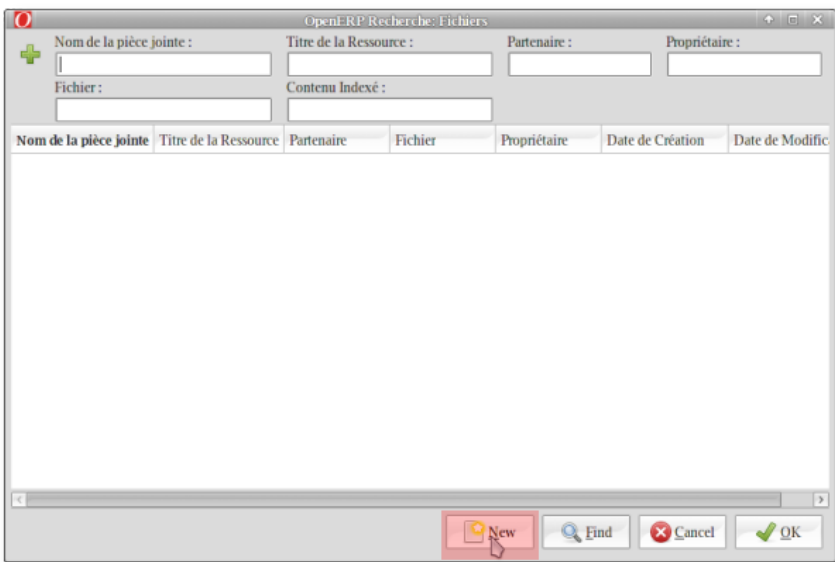 OpenERP Recherche: Fichiers
Nom de la pièce jointe : Titre de la Ressource : Partenaire : Propriétaire :
Fichier : Contenu Indexé :
Nom de la pièce jointe Titre de la Ressource Partenaire Fichier Propriétaire Date de Création Date de Modific
New Find Cancel OK